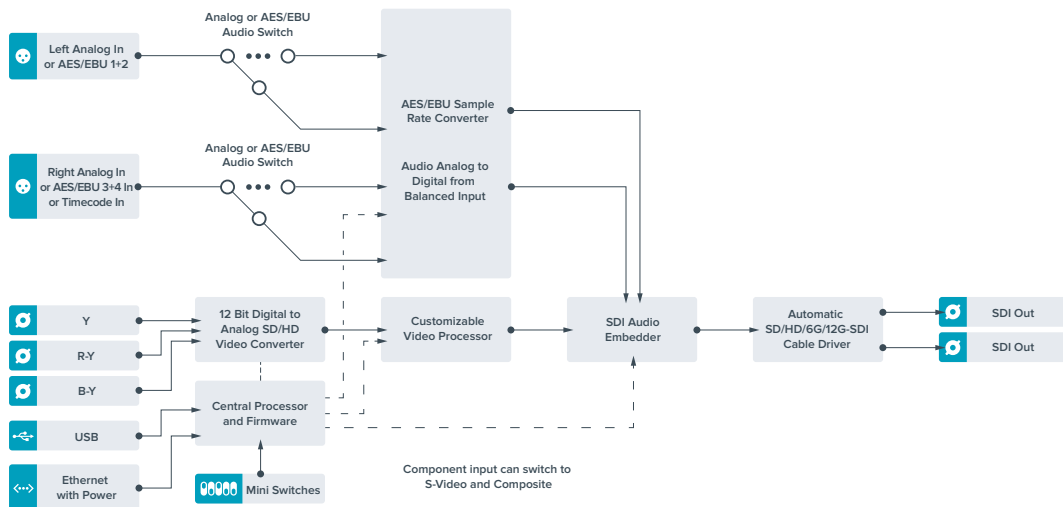 Analog or AES/EBU
Audio Switch
Left Analog In
or AES/EBU 1+2
AES/EBU Sample
Rate Converter
Analog or AES/EBU
Audio Switch
Right Analog In
or AES/EBU 3+4 In
or Timecode In
Audio Analog to
Digital from
Balanced Input
Y
R-Y
B-Y
12 Bit Digital to
Analog SD/HD
Video Converter
Customizable
Video Processor
SDI Audio
Embedder
Automatic
SD/HD/6G/12G-SDI
Cable Driver
SDI Out
SDI Out
USB
Ethernet
with Power
Central Processor
and Firmware
Mini Switches
Component input can switch to
S-Video and Composite